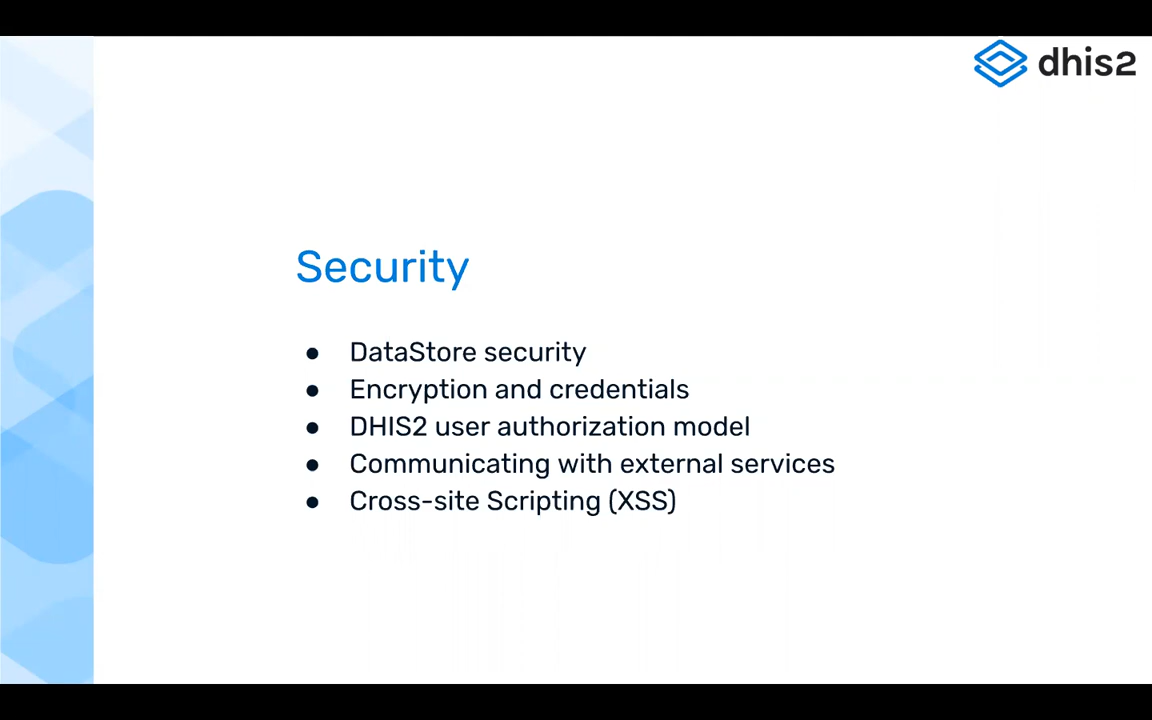 dhis2
Security
● DataStore security
● Encryption and credentials
● DHIS2 user authorization model
● Communicating with external services
● Cross-site Scripting (XSS)